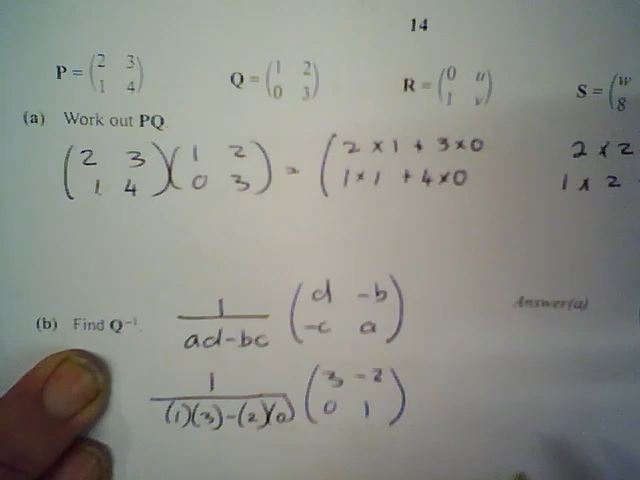 14
P = (2 3 Q = (1 2 R = (0 u S = (w
1 4) 0 3) 1 v) 8
(a) Work out PQ.
(2 3 )(1 2 ) = (2 × 1 + 3 × 0 2 × 2
1 4 0 3 1 × 1 + 4 × 0 1 × 2
Answer(a)
(b) Find Q⁻¹. 1 ( d -b )
ad-bc -c a
1 ( 3 -2 )
(1)(3)-(2)(0) 0 1